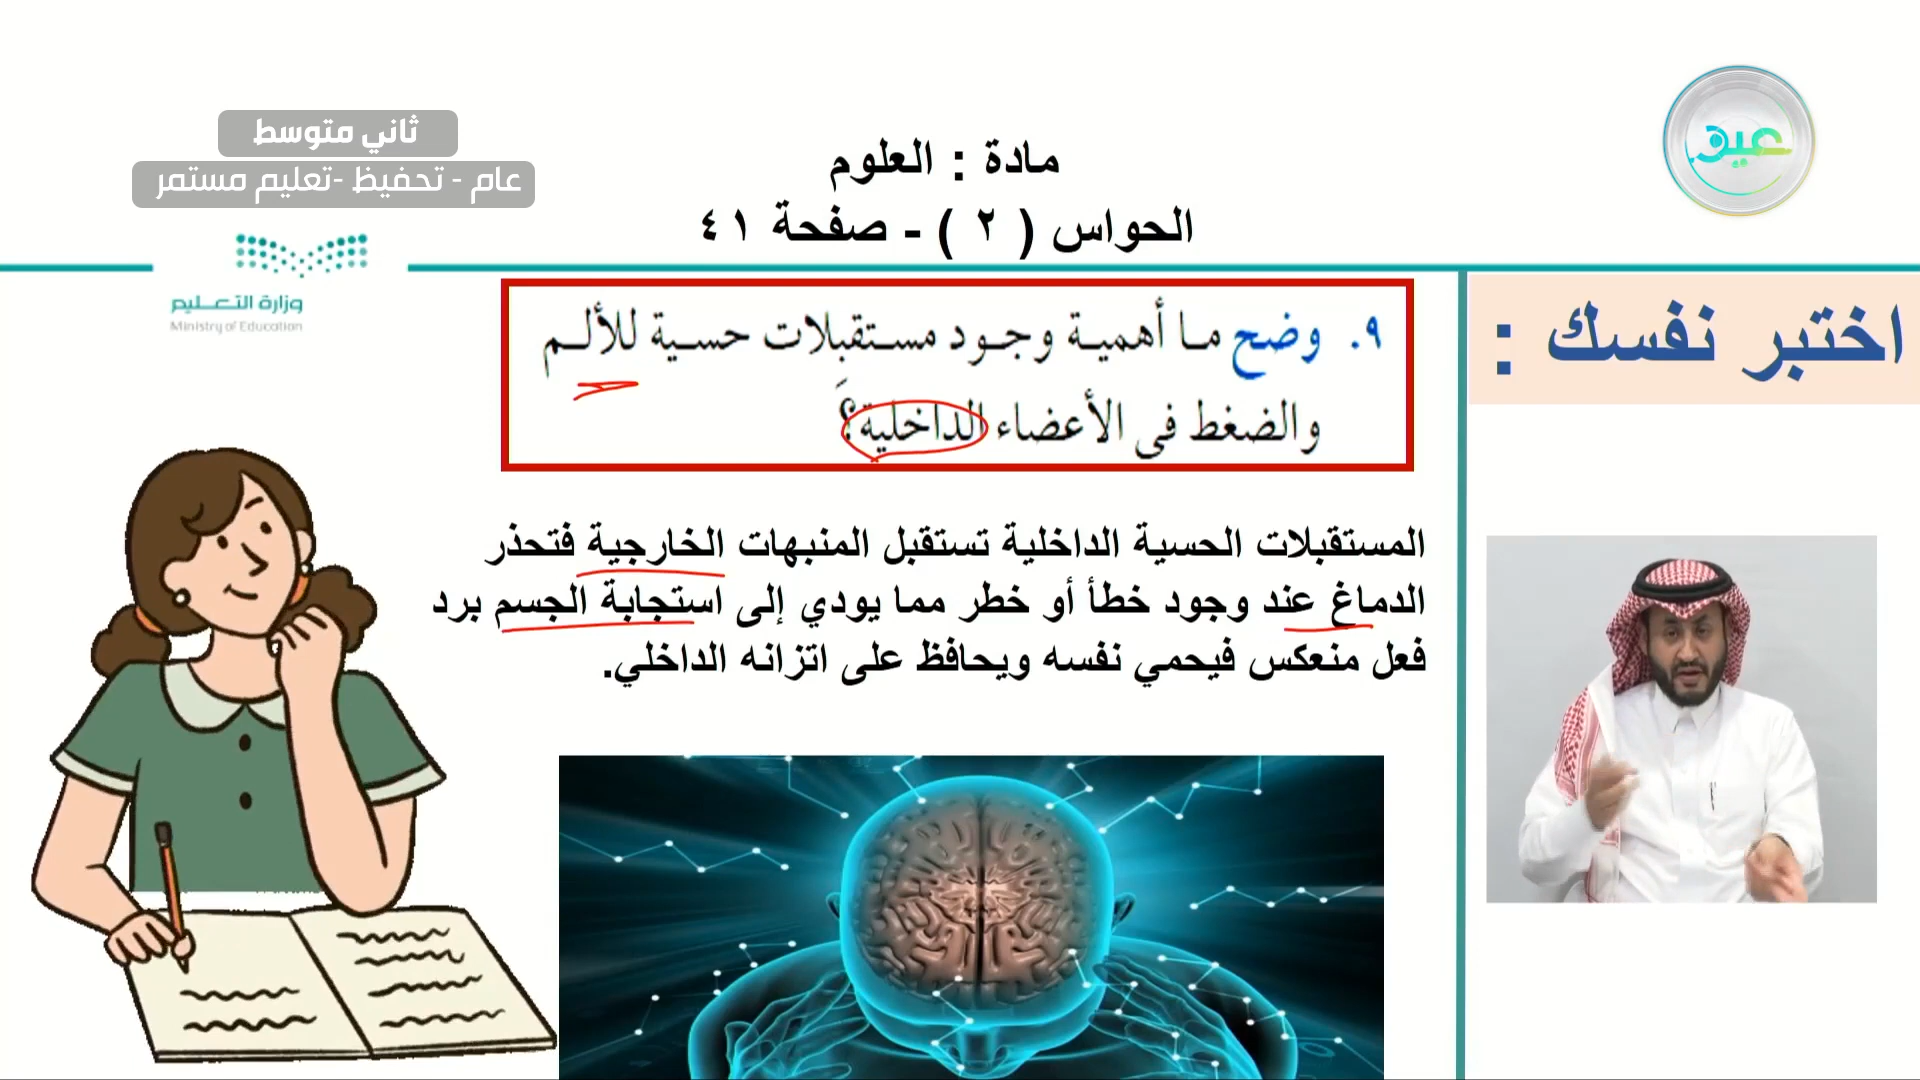 عين
ثاني متوسط
عام - تحفيظ -تعليم مستمر
مادة : العلوم
الحواس ( ٢ ) - صفحة ٤١
وزارة التعليم
Ministry of Education
اختبر نفسك :
٩. وضح ما أهمية وجود مستقبلات حسية للألم
والضغط في الأعضاء الداخلية؟
المستقبلات الحسية الداخلية تستقبل المنبهات الخارجية فتحذر
الدماغ عند وجود خطأ أو خطر مما يودي إلى استجابة الجسم برد
فعل منعكس فيحمي نفسه ويحافظ على اتزانه الداخلي.